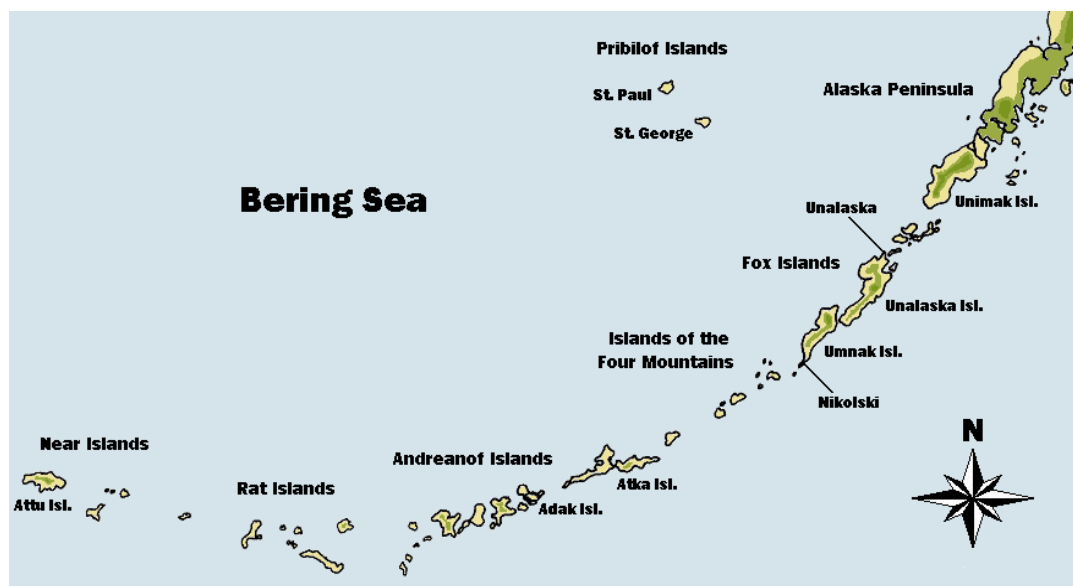 Pribilof Islands
St. Paul
Alaska Peninsula
St. George
Bering Sea
Unimak Isl.
Unalaska
Fox Islands
Unalaska Isl.
Islands of the
Four Mountains
Umnak Isl.
Nikolski
N
Near Islands
Andreanof Islands
Atka Isl.
Rat Islands
Attu Isl.
Adak Isl.